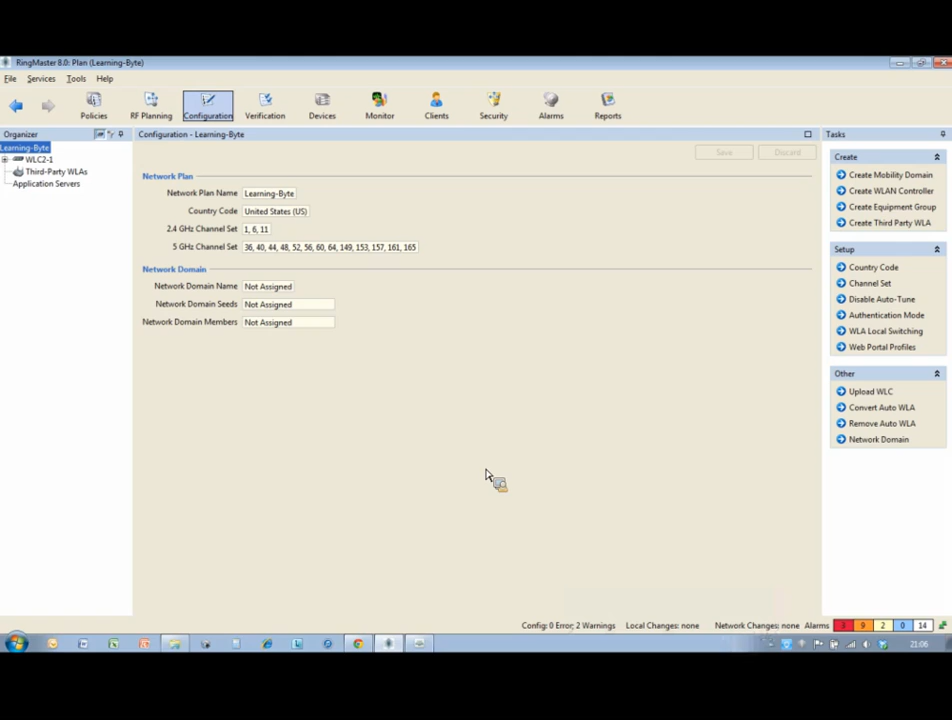 RingMaster 8.0: Plan (Learning-Byte)
File Services Tools Help
Policies RF Planning Configuration Verification Devices Monitor Clients Security Alarms Reports
Organizer
Learning-Byte
WLC2-1
Third-Party WLAs
Application Servers
Configuration - Learning-Byte
Save Discard
Network Plan
Network Plan Name Learning-Byte
Country Code United States (US)
2.4 GHz Channel Set 1, 6, 11
5 GHz Channel Set 36, 40, 44, 48, 52, 56, 60, 64, 149, 153, 157, 161, 165
Network Domain
Network Domain Name Not Assigned
Network Domain Seeds Not Assigned
Network Domain Members Not Assigned
Tasks
Create
Create Mobility Domain
Create WLAN Controller
Create Equipment Group
Create Third Party WLA
Setup
Country Code
Channel Set
Disable Auto-Tune
Authentication Mode
WLA Local Switching
Web Portal Profiles
Other
Upload WLC
Convert Auto WLA
Remove Auto WLA
Network Domain
Config: 0 Error, 2 Warnings Local Changes: none Network Changes: none Alarms 3 9 2 0 14
21:06